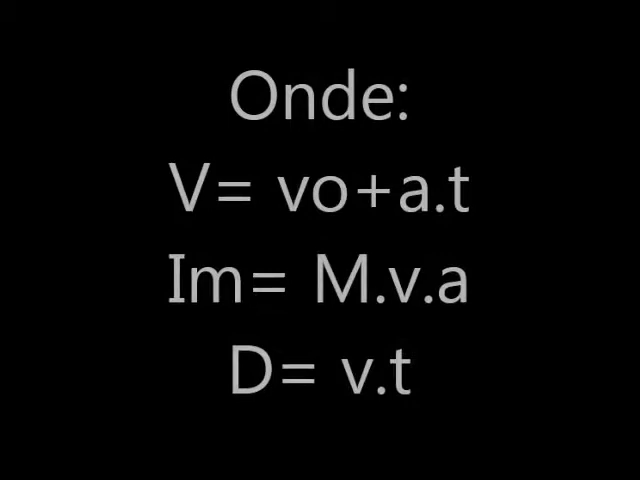 Onde:
V= vo+a.t
Im= M.v.a
D= v.t